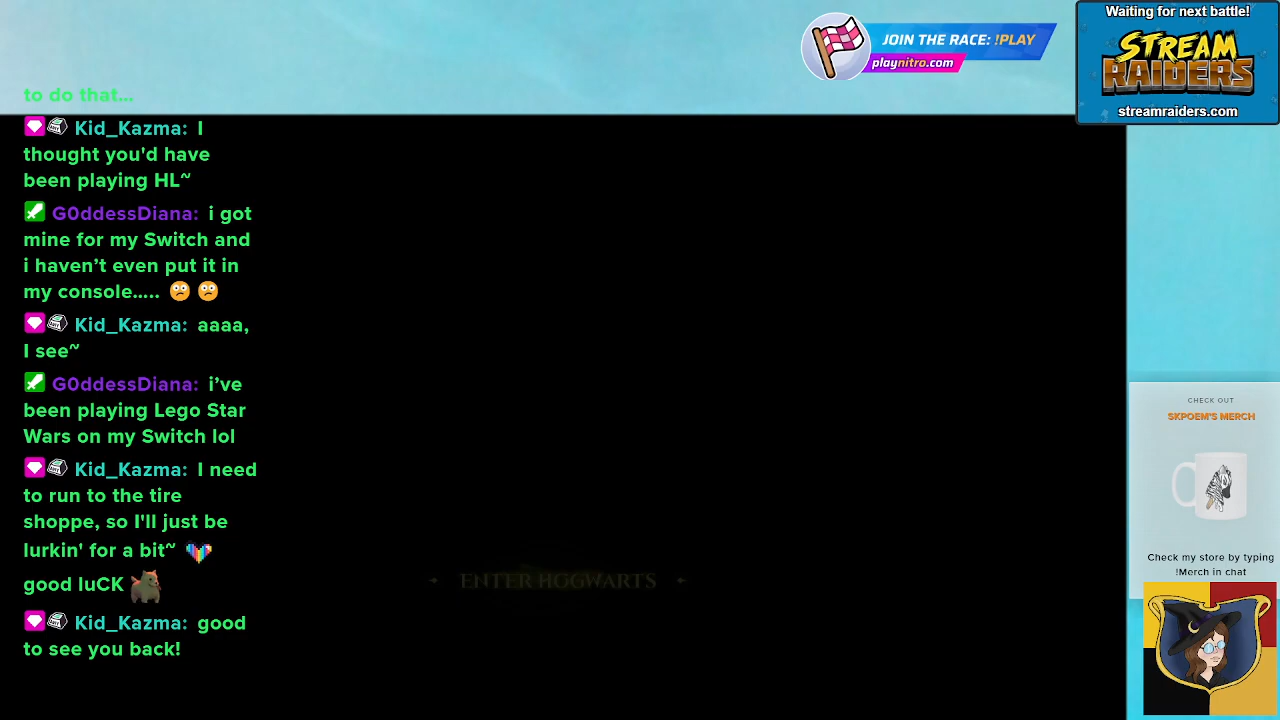 Waiting for next battle!
JOIN THE RACE: !PLAY
playnitro.com
STREAM
RAIDERS
streamraiders.com
to do that...
Kid_Kazma: I
thought you'd have
been playing HL~
G0ddessDiana: i got
mine for my Switch and
i haven’t even put it in
my console.....
Kid_Kazma: aaaa,
I see~
G0ddessDiana: i’ve
been playing Lego Star
Wars on my Switch lol
Kid_Kazma: I need
to run to the tire
shoppe, so I'll just be
lurkin' for a bit~
good luCK
Kid_Kazma: good
to see you back!
ENTER HOGWARTS
CHECK OUT
SKPOEM'S MERCH
Check my store by typing
!Merch in chat